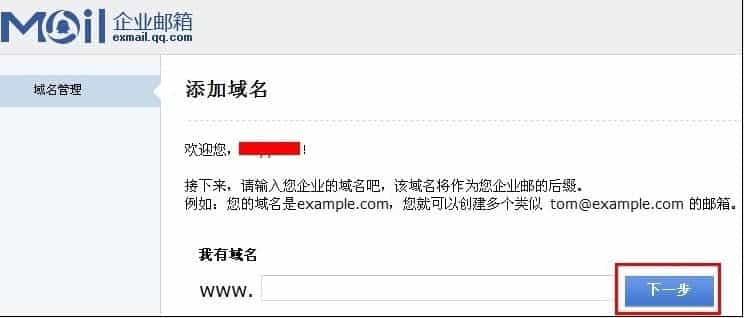 Mail 企业邮箱
exmail.qq.com
域名管理
添加域名
欢迎您, !
接下来，请输入您企业的域名吧，该域名将作为您企业邮的后缀。
例如：您的域名是example.com，您就可以创建多个类似 tom@example.com 的邮箱。
我有域名
www.
下一步